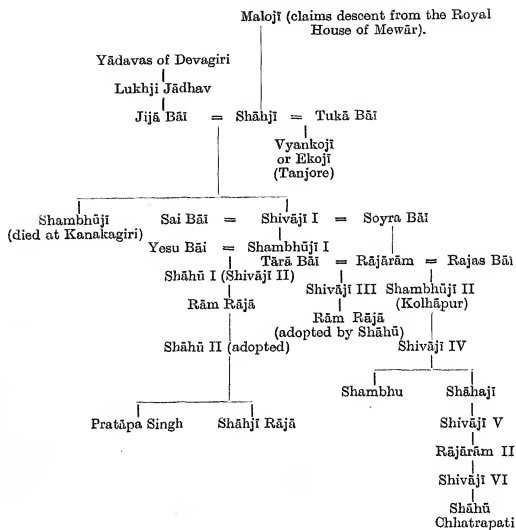 Malojī (claims descent from the Royal
House of Mewār).
Yādavas of Devagiri
Lukhji Jādhav
Jijā Bāī = Shāhjī = Tukā Bāī
Vyankojī
or Ekojī
(Tanjore)
Shambhūjī
(died at Kanakagiri)
Sai Bāī = Shivājī I = Soyra Bāī
Yesu Bāi = Shambhūjī I
Tārā Bāī = Rājārām = Rajas Bāī
Shāhū I (Shivājī II)
Shivājī III
Shambhūjī II
(Kolhāpur)
Rām Rājā
Rām Rājā
(adopted by Shāhū)
Shāhū II (adopted)
Shivājī IV
Shambhu
Shāhajī
Pratāpa Singh
Shāhjī Rājā
Shivājī V
Rājārām II
Shivājī VI
Shāhū
Chhatrapati